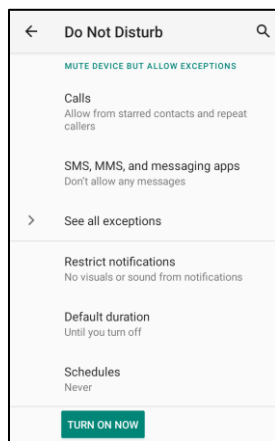 Do Not Disturb
MUTE DEVICE BUT ALLOW EXCEPTIONS
Calls
Allow from starred contacts and repeat
callers
SMS, MMS, and messaging apps
Don't allow any messages
See all exceptions
Restrict notifications
No visuals or sound from notifications
Default duration
Until you turn off
Schedules
Never
TURN ON NOW